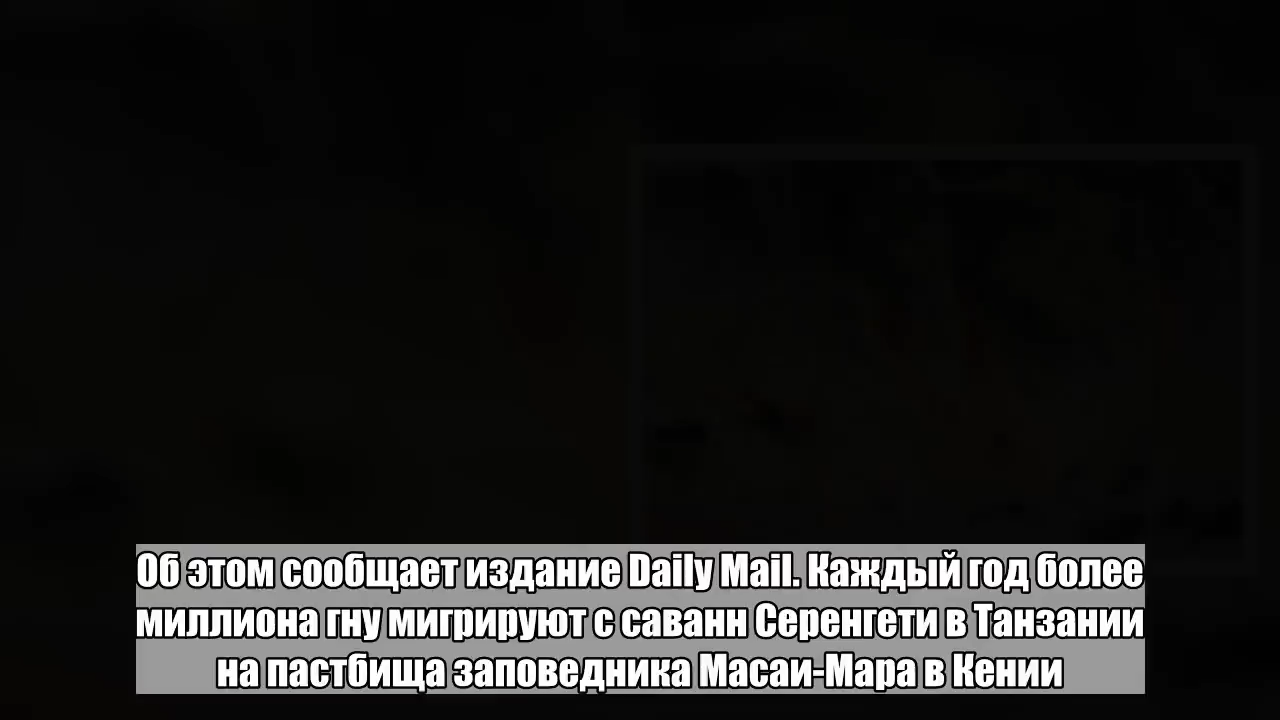 Об этом сообщает издание Daily Mail. Каждый год более
миллиона гну мигрируют с саванн Серенгети в Танзании
на пастбища заповедника Масаи-Мара в Кении